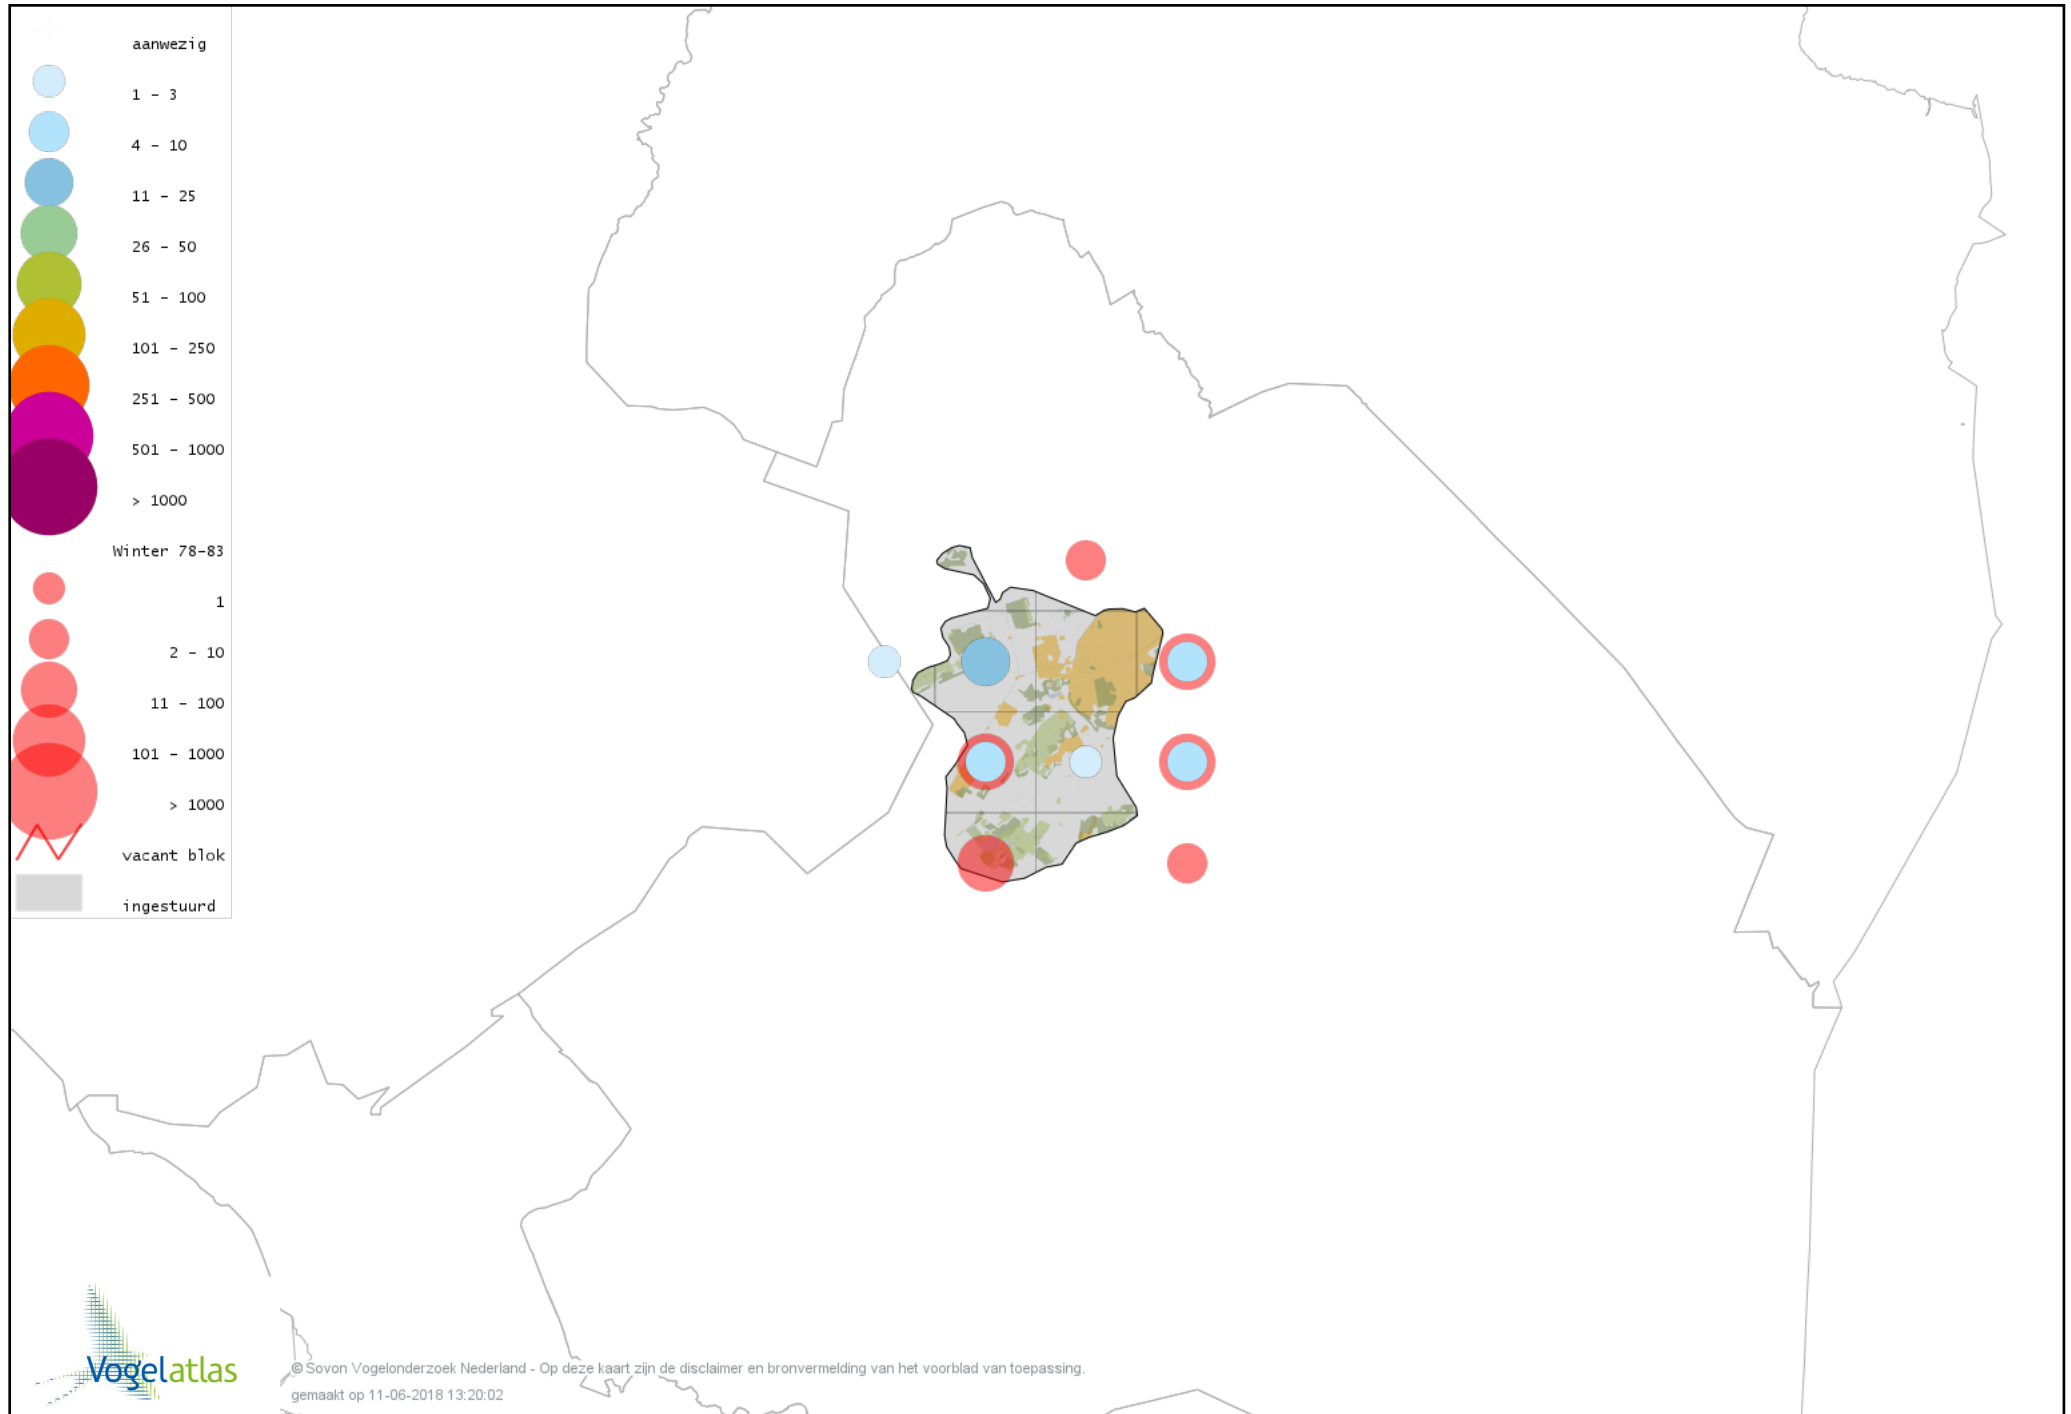 aanwezig
1 - 3
4 - 10
11 - 25
26 - 50
51 - 100
101 - 250
251 - 500
501 - 1000
> 1000
Winter 78-83
1
2 - 10
11 - 100
101 - 1000
> 1000
vacant blok
ingestuurd
Vogelatlas
© Sovon Vogelonderzoek Nederland - Op deze kaart zijn de disclaimer en bronvermelding van het voorblad van toepassing.
gemaakt op 11-06-2018 13:20:02